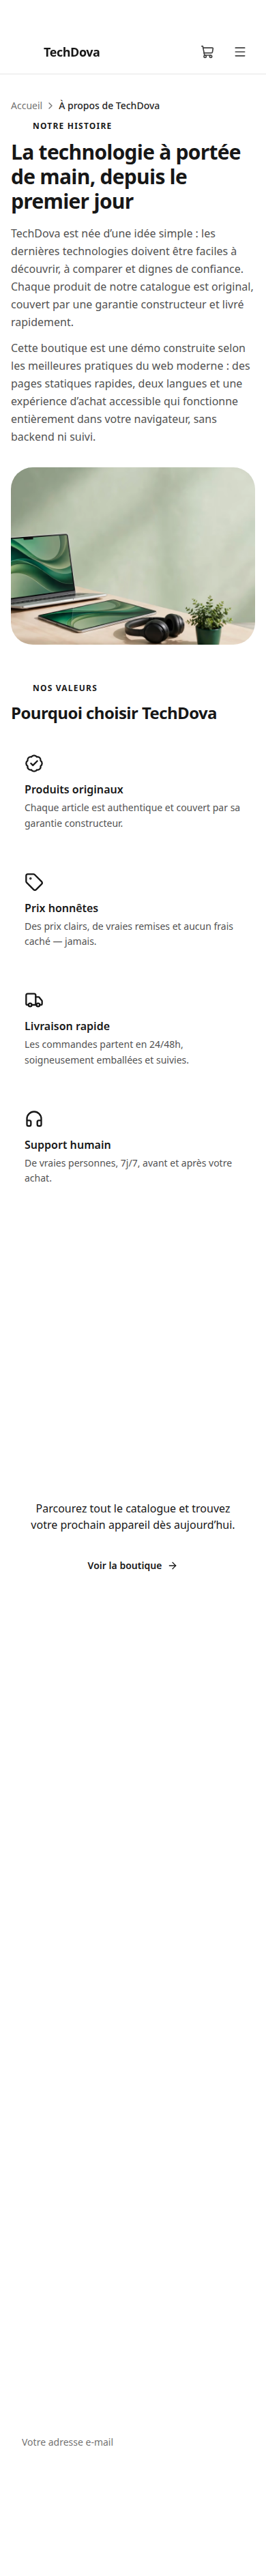 TechDova
Accueil > À propos de TechDova
NOTRE HISTOIRE
La technologie à portée
de main, depuis le
premier jour
TechDova est née d’une idée simple : les
dernières technologies doivent être faciles à
découvrir, à comparer et dignes de confiance.
Chaque produit de notre catalogue est original,
couvert par une garantie constructeur et livré
rapidement.
Cette boutique est une démo construite selon
les meilleures pratiques du web moderne : des
pages statiques rapides, deux langues et une
expérience d’achat accessible qui fonctionne
entièrement dans votre navigateur, sans
backend ni suivi.
NOS VALEURS
Pourquoi choisir TechDova
Produits originaux
Chaque article est authentique et couvert par sa
garantie constructeur.
Prix honnêtes
Des prix clairs, de vraies remises et aucun frais
caché — jamais.
Livraison rapide
Les commandes partent en 24/48h,
soigneusement emballées et suivies.
Support humain
De vraies personnes, 7j/7, avant et après votre
achat.
Parcourez tout le catalogue et trouvez
votre prochain appareil dès aujourd’hui.
Voir la boutique →
Votre adresse e-mail